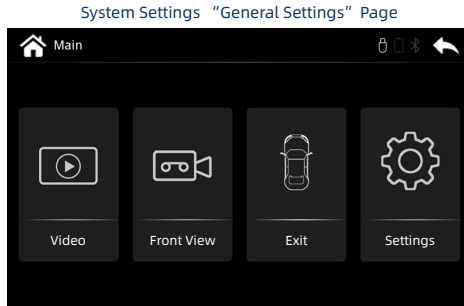 System Settings “General Settings” Page
Main
Video
Front View
Exit
Settings